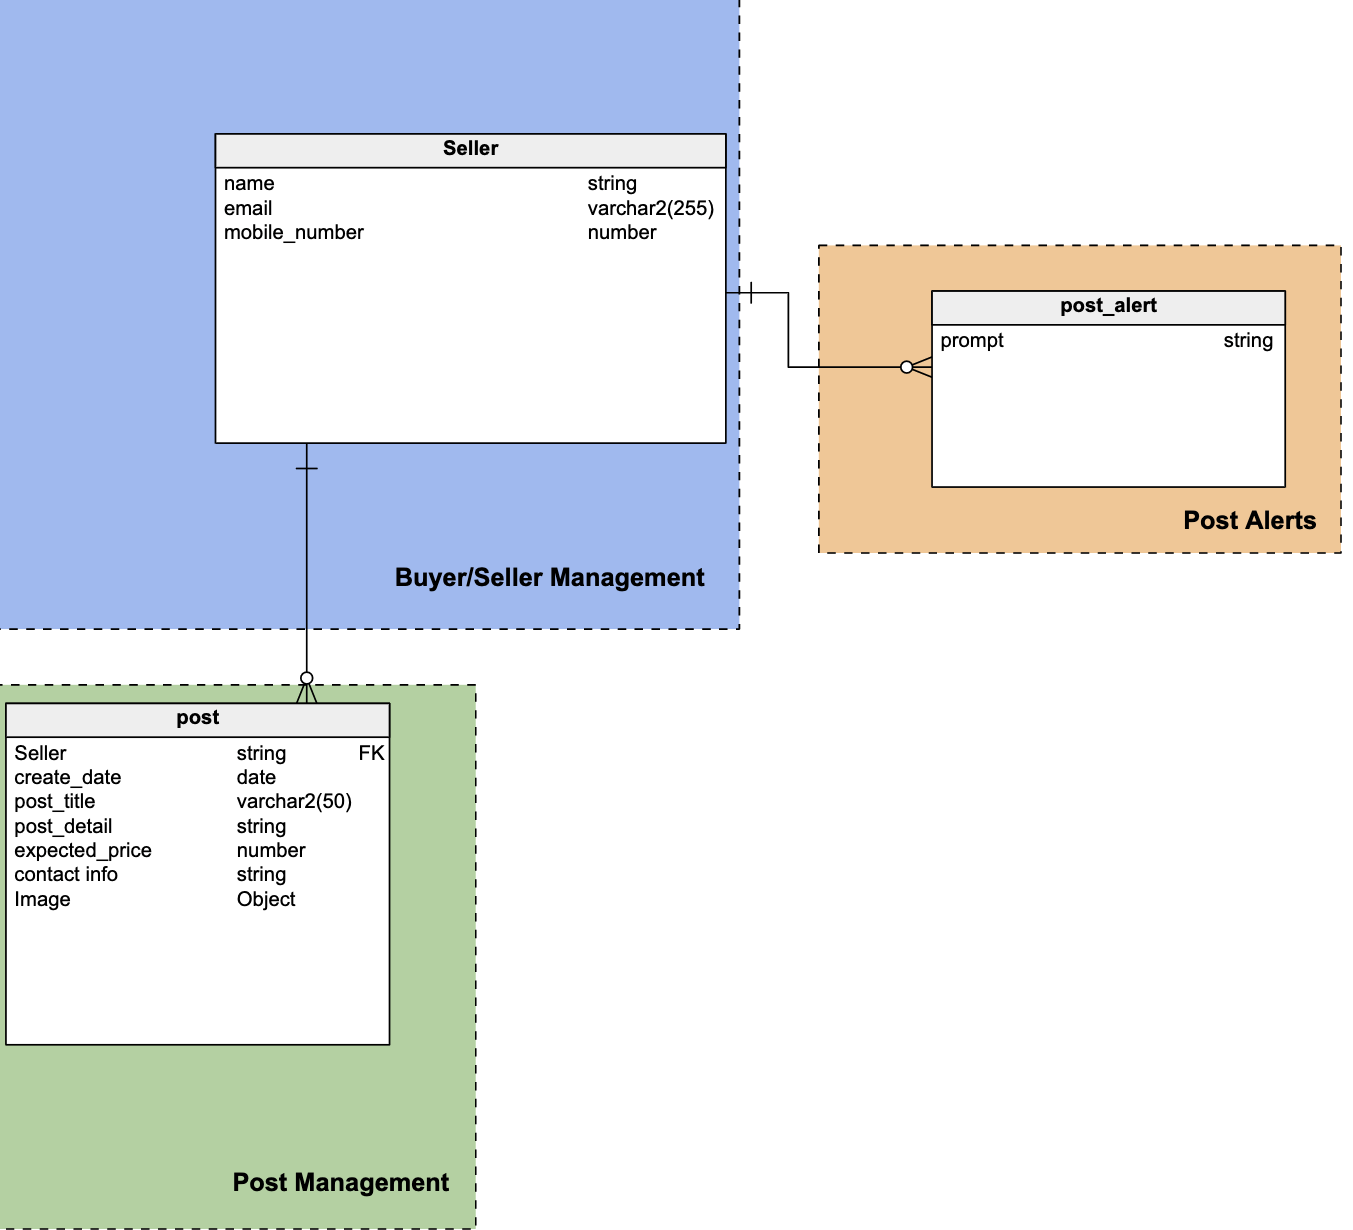 Seller
name string
email varchar2(255)
mobile_number number
Buyer/Seller Management
post_alert
prompt string
Post Alerts
post
Seller string FK
create_date date
post_title varchar2(50)
post_detail string
expected_price number
contact info string
Image Object
Post Management